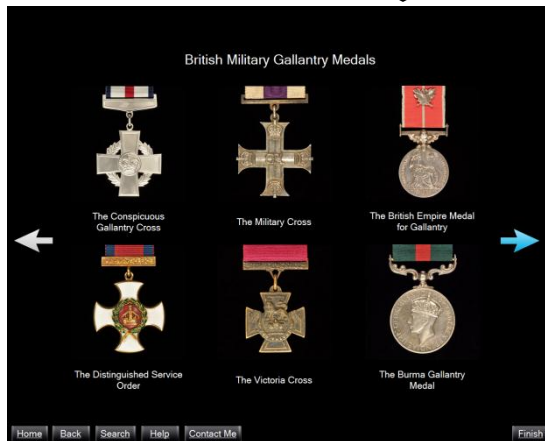 British Military Gallantry Medals
The Conspicuous
Gallantry Cross
The Military Cross
The British Empire Medal
for Gallantry
The Distinguished Service
Order
The Victoria Cross
The Burma Gallantry
Medal
Home Back Search Help Contact Me Finish